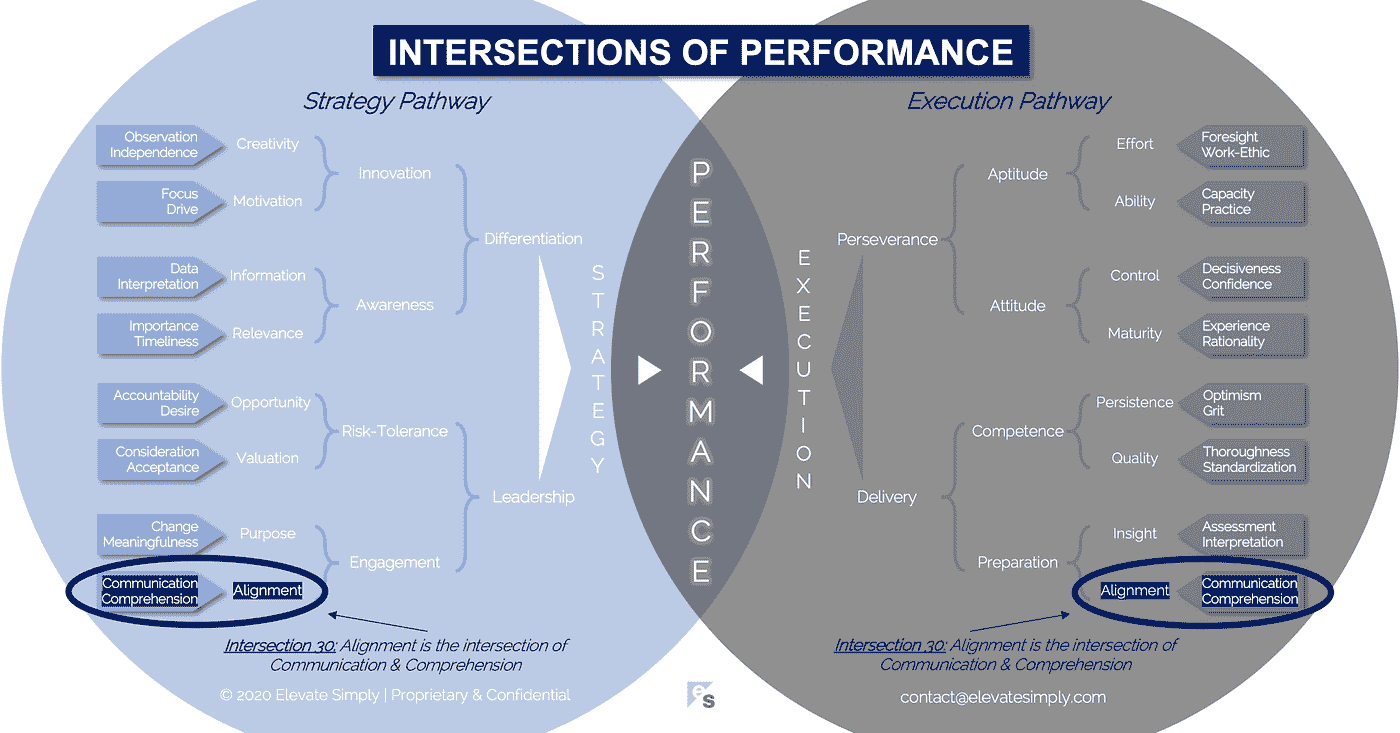 INTERSECTIONS OF PERFORMANCE
Strategy Pathway
Observation
Independence
Creativity
Focus
Drive
Motivation
Innovation
Data
Interpretation
Information
Importance
Timeliness
Relevance
Awareness
Differentiation
Accountability
Desire
Opportunity
Consideration
Acceptance
Valuation
Risk-Tolerance
Change
Meaningfulness
Purpose
Communication
Comprehension
Alignment
Engagement
Leadership
STRATEGY
Intersection 30: Alignment is the intersection of
Communication & Comprehension
© 2020 Elevate Simply | Proprietary & Confidential
PERFORMANCE
es
Execution Pathway
EXECUTION
Perseverance
Aptitude
Effort
Foresight
Work-Ethic
Ability
Capacity
Practice
Attitude
Control
Decisiveness
Confidence
Maturity
Experience
Rationality
Delivery
Competence
Persistence
Optimism
Grit
Quality
Thoroughness
Standardization
Preparation
Insight
Assessment
Interpretation
Alignment
Communication
Comprehension
Intersection 30: Alignment is the intersection of
Communication & Comprehension
contact@elevatesimply.com